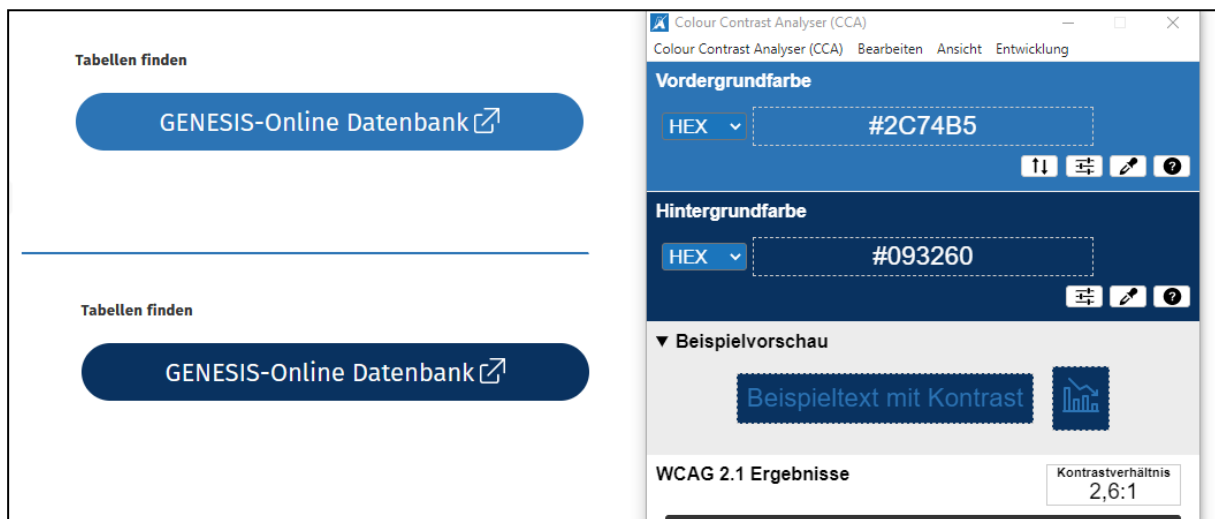 Tabellen finden
GENESIS-Online Datenbank
Tabellen finden
GENESIS-Online Datenbank
Colour Contrast Analyser (CCA)
Colour Contrast Analyser (CCA) Bearbeiten Ansicht Entwicklung
Vordergrundfarbe
HEX #2C74B5
?
Hintergrundfarbe
HEX #093260
?
▼ Beispielvorschau
Beispieltext mit Kontrast
WCAG 2.1 Ergebnisse
Kontrastverhältnis
2,6:1